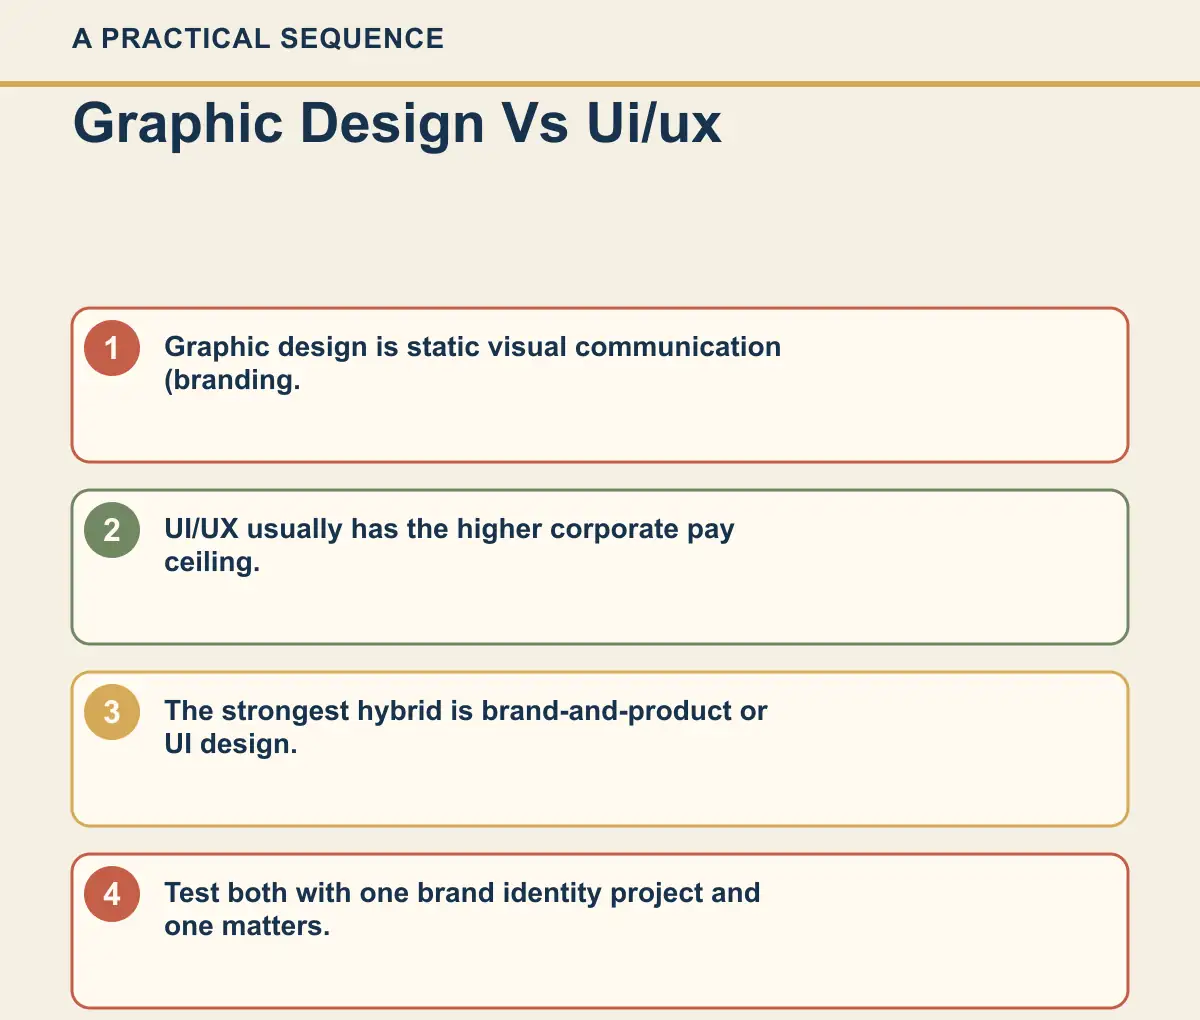 A PRACTICAL SEQUENCE
Graphic Design Vs Ui/ux
1
Graphic design is static visual communication
(branding.
2
UI/UX usually has the higher corporate pay
ceiling.
3
The strongest hybrid is brand-and-product or
UI design.
4
Test both with one brand identity project and
one matters.